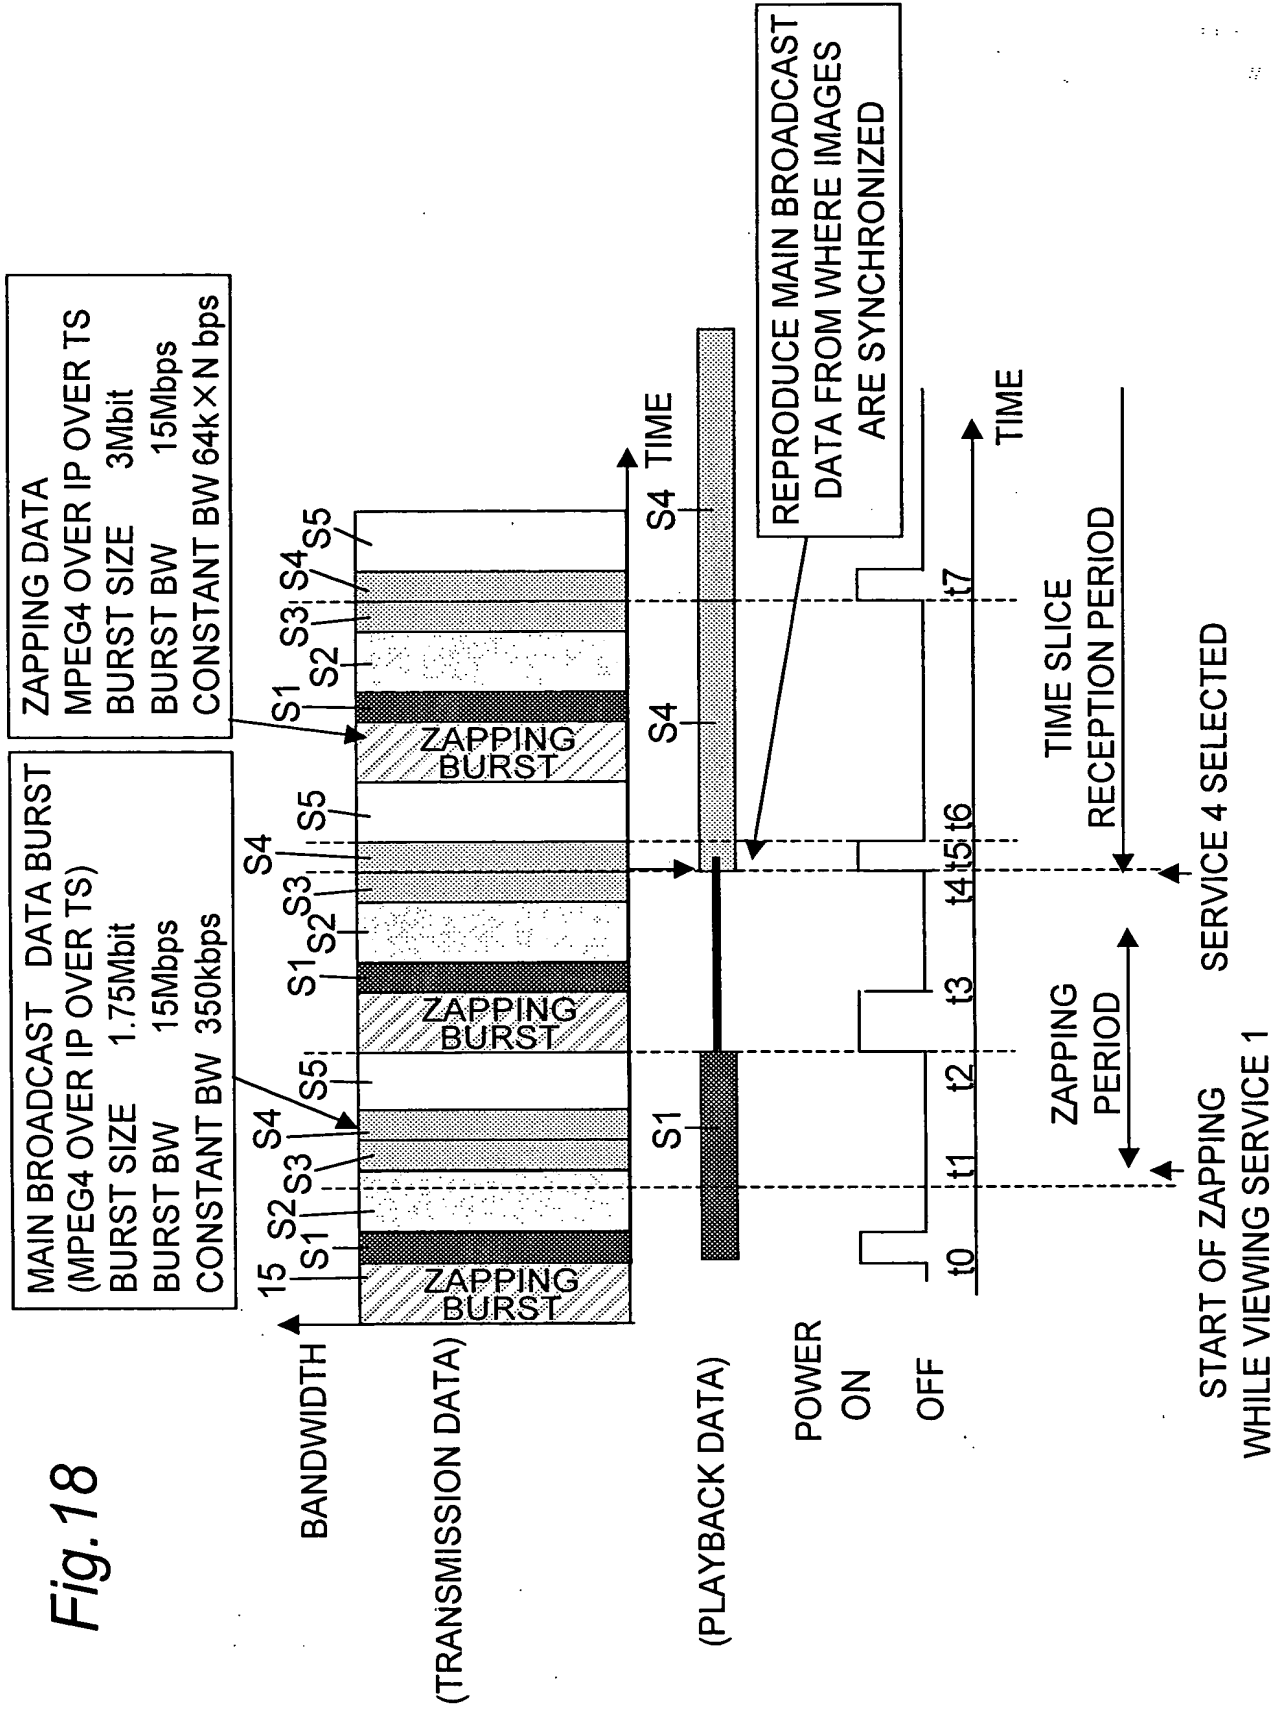 Fig.18
MAIN BROADCAST DATA BURST
(MPEG4 OVER IP OVER TS)
BURST SIZE 1.75Mbit
BURST BW 15Mbps
CONSTANT BW 350kbps
ZAPPING DATA
MPEG4 OVER IP OVER TS
BURST SIZE 3Mbit
BURST BW 15Mbps
CONSTANT BW 64k×N bps
BANDWIDTH
15
S1
S2
S3
S4
S5
S1
S2
S3
S4
S5
S1
S2
S3
S4
S5
(TRANSMISSION DATA)
ZAPPING
BURST
ZAPPING
BURST
ZAPPING
BURST
TIME
(PLAYBACK DATA)
S1
S4
S4
REPRODUCE MAIN BROADCAST
DATA FROM WHERE IMAGES
ARE SYNCHRONIZED
POWER
ON
OFF
t0
t1
t2
t3
t4
t5
t6
t7
TIME
ZAPPING
PERIOD
TIME SLICE
RECEPTION PERIOD
START OF ZAPPING
WHILE VIEWING SERVICE 1
SERVICE 4 SELECTED